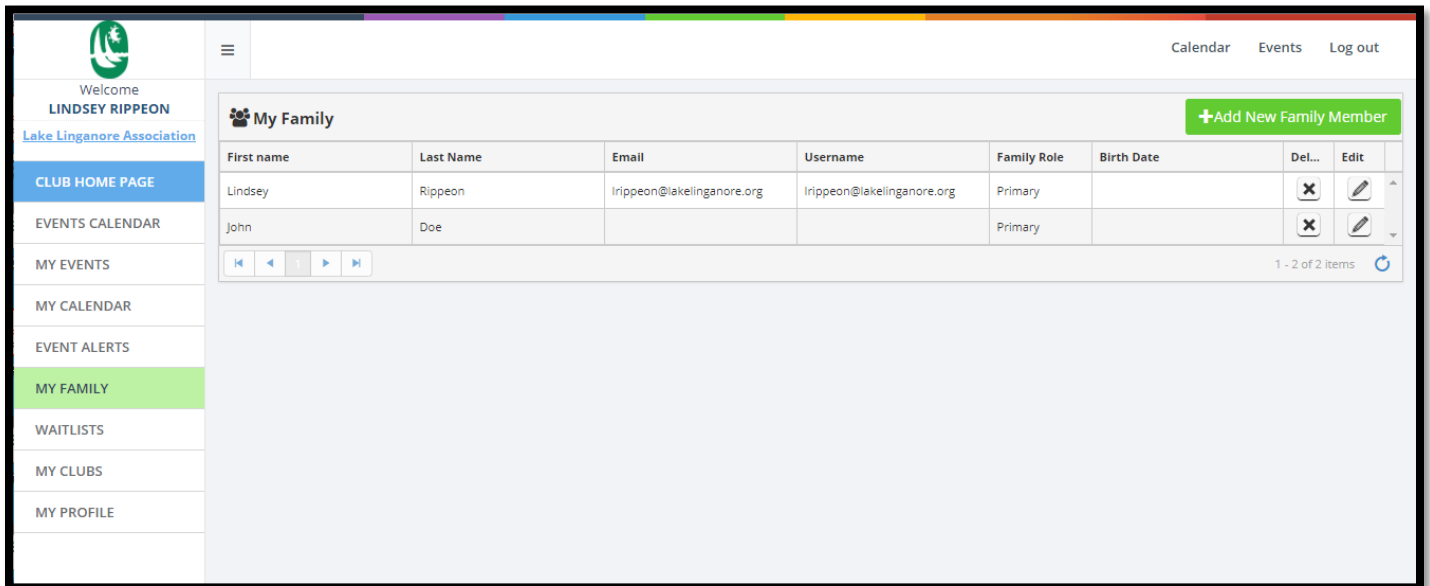 Calendar Events Log out
Welcome
LINDSEY RIPPEON
Lake Linganore Association
CLUB HOME PAGE
EVENTS CALENDAR
MY EVENTS
MY CALENDAR
EVENT ALERTS
MY FAMILY
WAITLISTS
MY CLUBS
MY PROFILE
My Family
+Add New Family Member
First name Last Name Email Username Family Role Birth Date Del... Edit
Lindsey Rippeon lrippeon@lakelinganore.org lrippeon@lakelinganore.org Primary
John Doe Primary
1
1 - 2 of 2 items